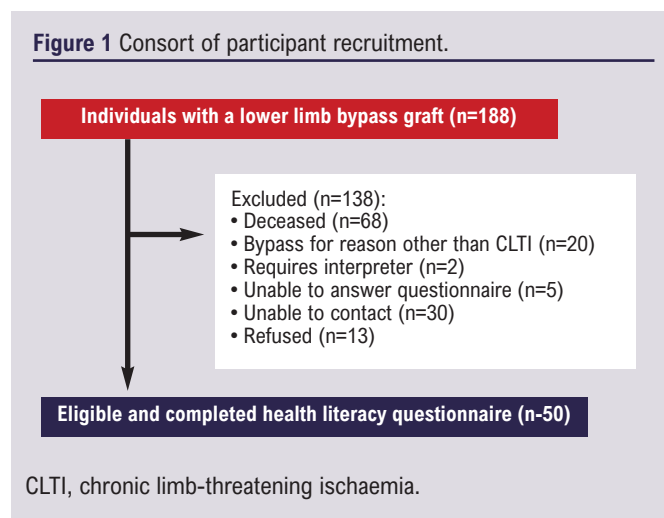 Figure 1 Consort of participant recruitment.
Individuals with a lower limb bypass graft (n=188)
Excluded (n=138):
• Deceased (n=68)
• Bypass for reason other than CLTI (n=20)
• Requires interpreter (n=2)
• Unable to answer questionnaire (n=5)
• Unable to contact (n=30)
• Refused (n=13)
Eligible and completed health literacy questionnaire (n-50)
CLTI, chronic limb-threatening ischaemia.